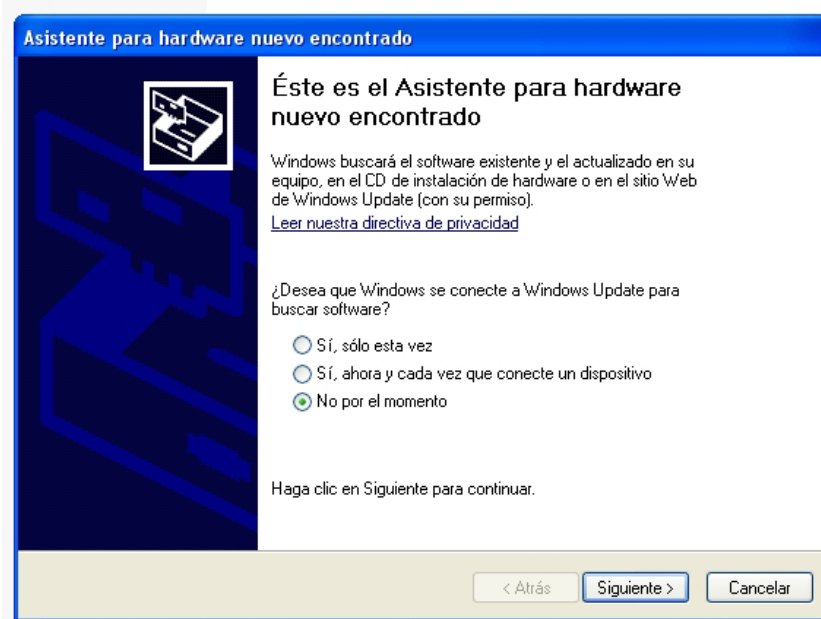 Asistente para hardware nuevo encontrado
Éste es el Asistente para hardware
nuevo encontrado
Windows buscará el software existente y el actualizado en su
equipo, en el CD de instalación de hardware o en el sitio Web
de Windows Update (con su permiso).
Leer nuestra directiva de privacidad
¿Desea que Windows se conecte a Windows Update para
buscar software?
Sí, sólo esta vez
Sí, ahora y cada vez que conecte un dispositivo
No por el momento
Haga clic en Siguiente para continuar.
< Atrás Siguiente > Cancelar